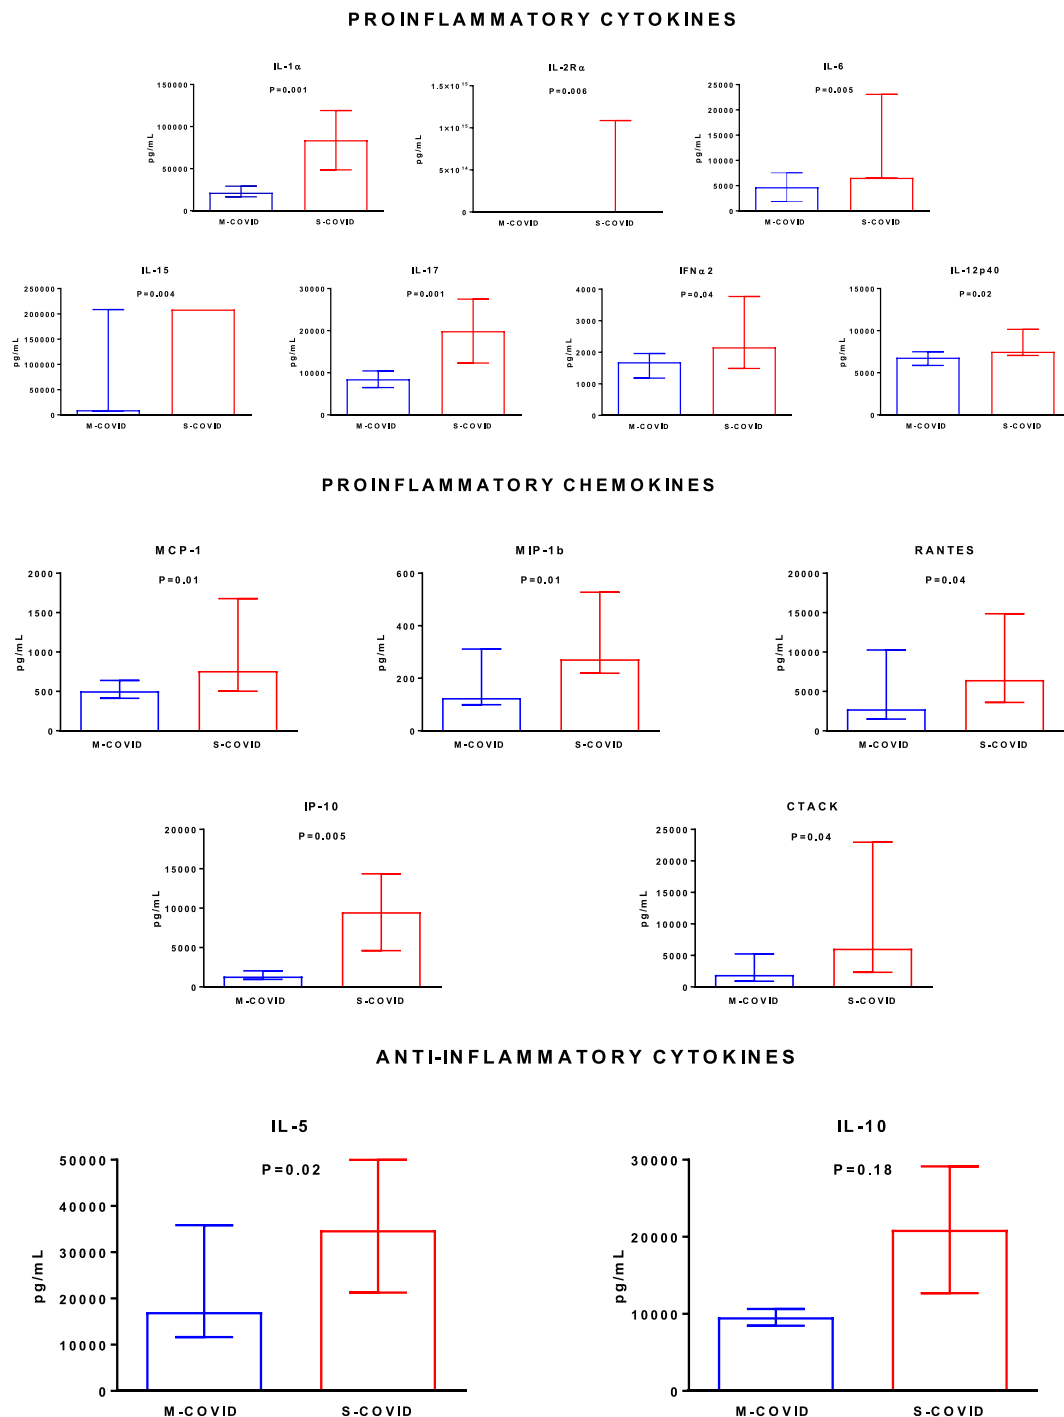 PROINFLAMMATORY CYTOKINES
IL-1α
P=0.001
pg/mL
150000
100000
50000
0
M-COVID
S-COVID
IL-2Rα
P=0.006
pg/mL
1.5×10¹⁵
1×10¹⁵
5×10¹⁴
0
M-COVID
S-COVID
IL-6
P=0.005
pg/mL
25000
20000
15000
10000
5000
0
M-COVID
S-COVID
IL-15
P=0.004
pg/mL
250000
200000
150000
100000
50000
0
M-COVID
S-COVID
IL-17
P=0.001
pg/mL
30000
20000
10000
0
M-COVID
S-COVID
IFNα2
P=0.04
pg/mL
4000
3000
2000
1000
0
M-COVID
S-COVID
IL-12p40
P=0.02
pg/mL
15000
10000
5000
0
M-COVID
S-COVID
PROINFLAMMATORY CHEMOKINES
MCP-1
P=0.01
pg/mL
2000
1500
1000
500
0
M-COVID
S-COVID
MIP-1b
P=0.01
pg/mL
600
400
200
0
M-COVID
S-COVID
RANTES
P=0.04
pg/mL
20000
15000
10000
5000
0
M-COVID
S-COVID
IP-10
P=0.005
pg/mL
20000
15000
10000
5000
0
M-COVID
S-COVID
CTACK
P=0.04
pg/mL
25000
20000
15000
10000
5000
0
M-COVID
S-COVID
ANTI-INFLAMMATORY CYTOKINES
IL-5
P=0.02
pg/mL
50000
40000
30000
20000
10000
0
M-COVID
S-COVID
IL-10
P=0.18
pg/mL
30000
20000
10000
0
M-COVID
S-COVID